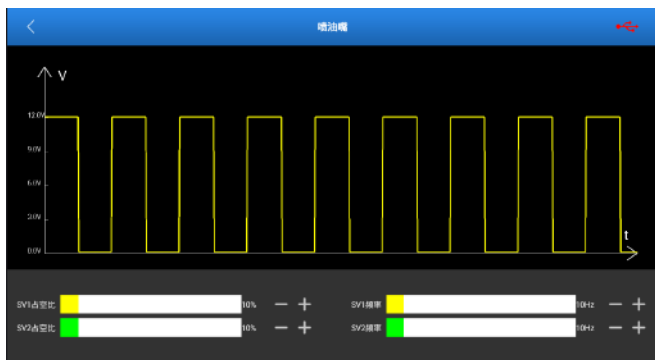 喷油嘴
V
12.0V
9.0V
6.0V
3.0V
0.0V
t
SV1占空比 10% — + SV1频率 10Hz — +
SV2占空比 10% — + SV2频率 10Hz — +